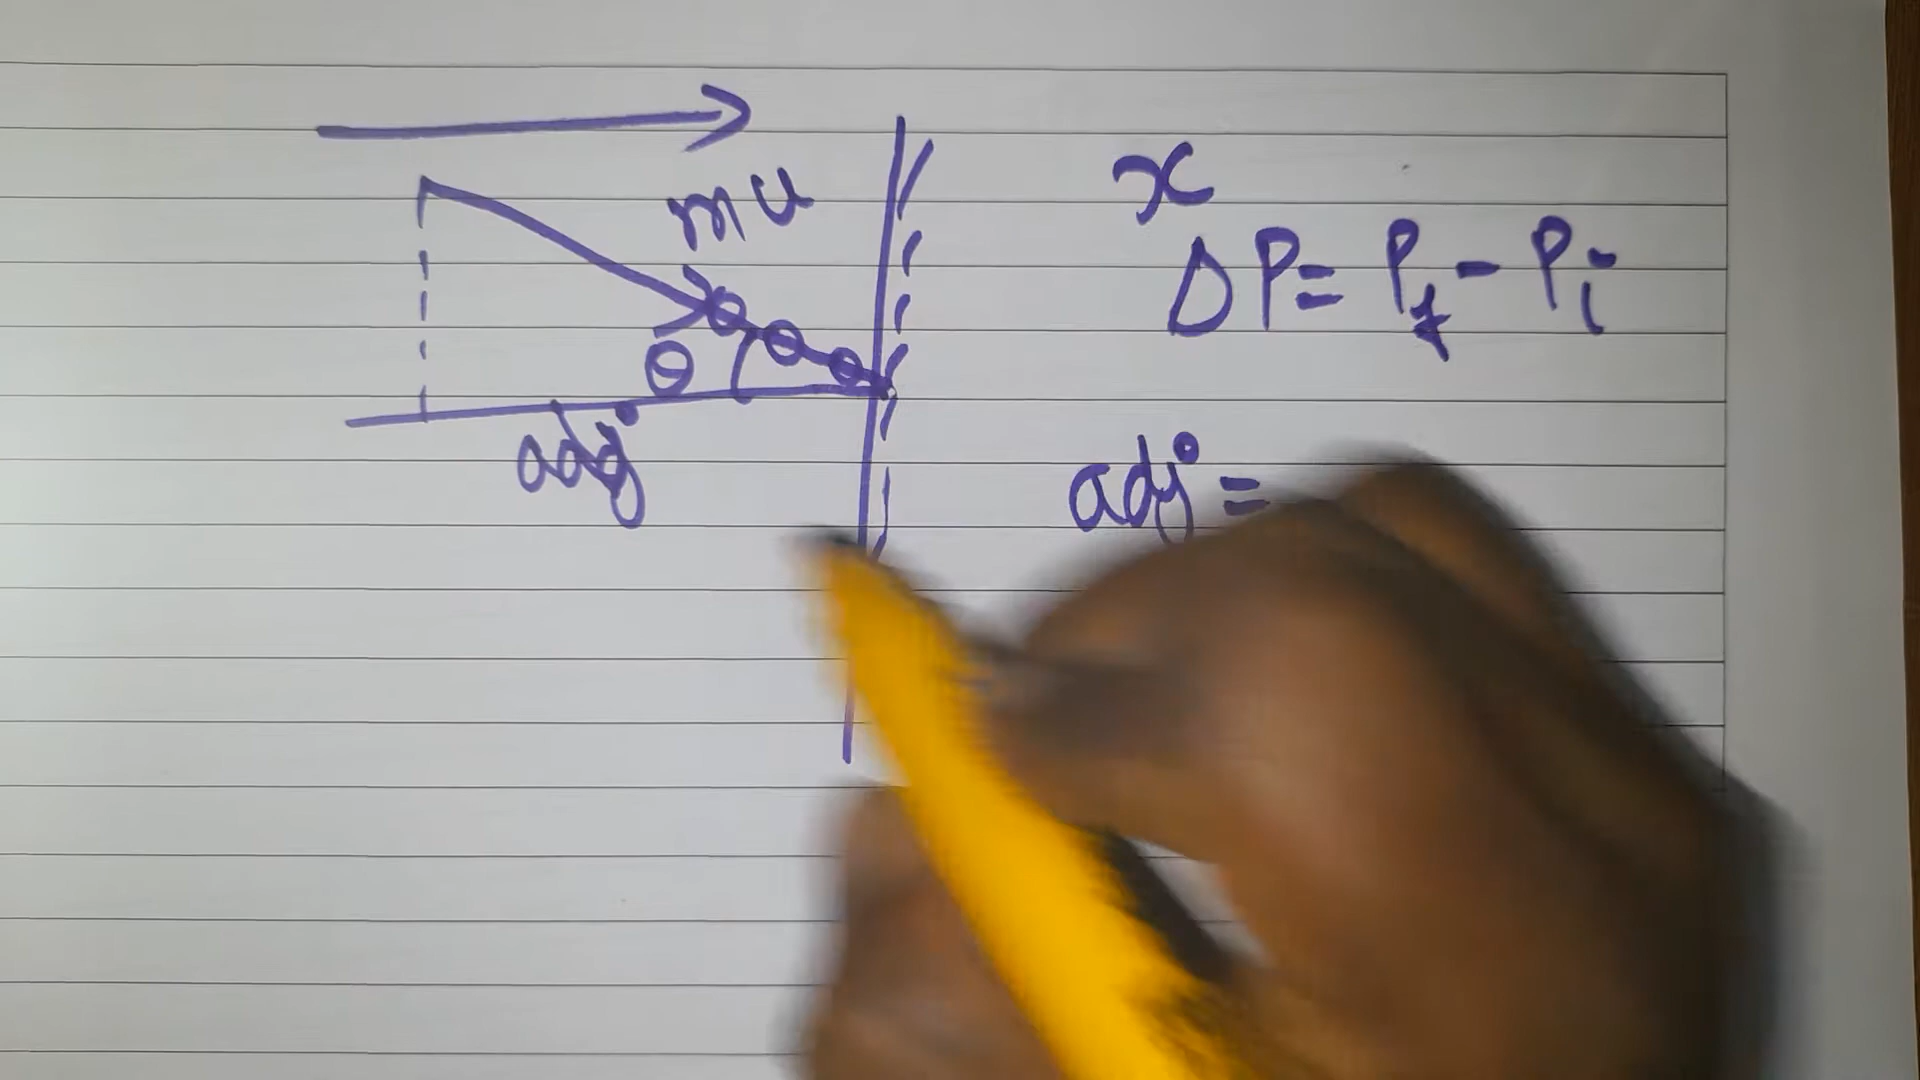 mu
x
ΔP = Pf - Pi
θ
adj
adj =